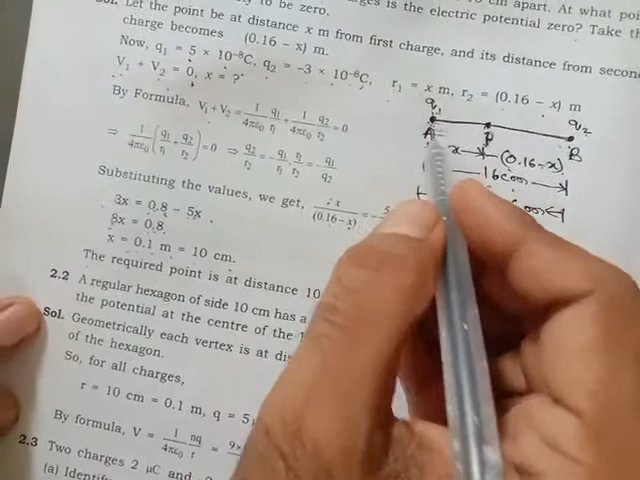 to be zero.
ges is the electric potential zero? Take th
cm apart. At what poi
Sol. Let the point be at distance x m from first charge, and its distance from secon
charge becomes (0.16 − x) m.
Now, q₁ = 5 × 10⁻⁸C, q₂ = −3 × 10⁻⁸C, r₁ = x m, r₂ = (0.16 − x) m
V₁ + V₂ = 0, x = ?
By Formula, V₁+V₂ = 1/4πε₀ q₁/r₁ + 1/4πε₀ q₂/r₂ = 0
⇒ 1/4πε₀ (q₁/r₁ + q₂/r₂) = 0 ⇒ q₂/r₂ = −q₁/r₁, r₁/r₂ = −q₁/q₂
q₁
q₂
A
P
B
x
(0.16-x)
16cm
Substituting the values, we get, x/(0.16−x) = −5
3x = 0.8 − 5x
8x = 0.8
x = 0.1 m = 10 cm.
The required point is at distance 10
2.2 A regular hexagon of side 10 cm has a
the potential at the centre of the
Sol. Geometrically each vertex is at di
of the hexagon.
So, for all charges,
r = 10 cm = 0.1 m, q = 5
By formula, V = 1/4πε₀ nq/r = 9×
2.3 Two charges 2 µC and
(a) Identify